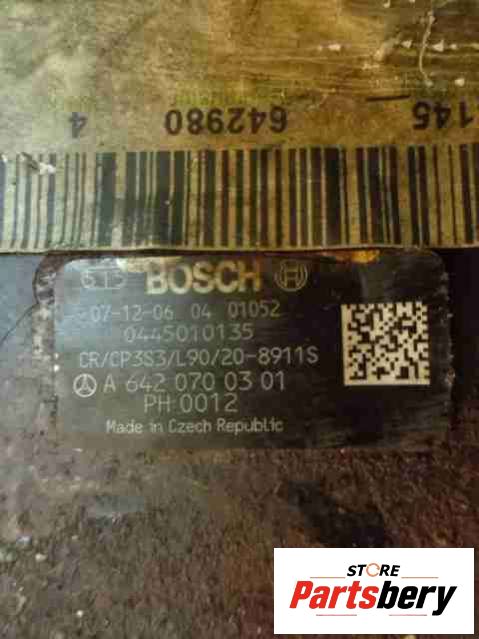 4 642980 1145
BOSCH
07-12-06 04 01052
0445010135
CR/CP3S3/L90/20-8911S
A 642 070 03 01
PH 0012
Made in Czech Republic
STORE
Partsbery